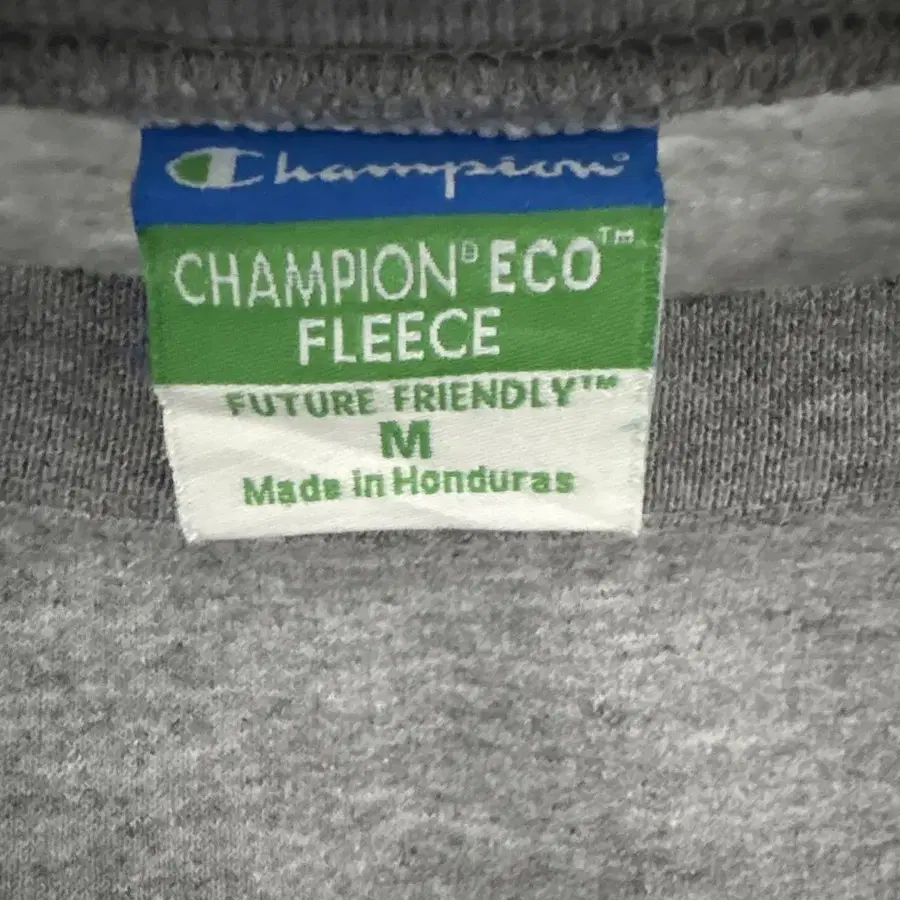 Champion®
CHAMPION® ECO™
FLEECE
FUTURE FRIENDLY™
M
Made in Honduras